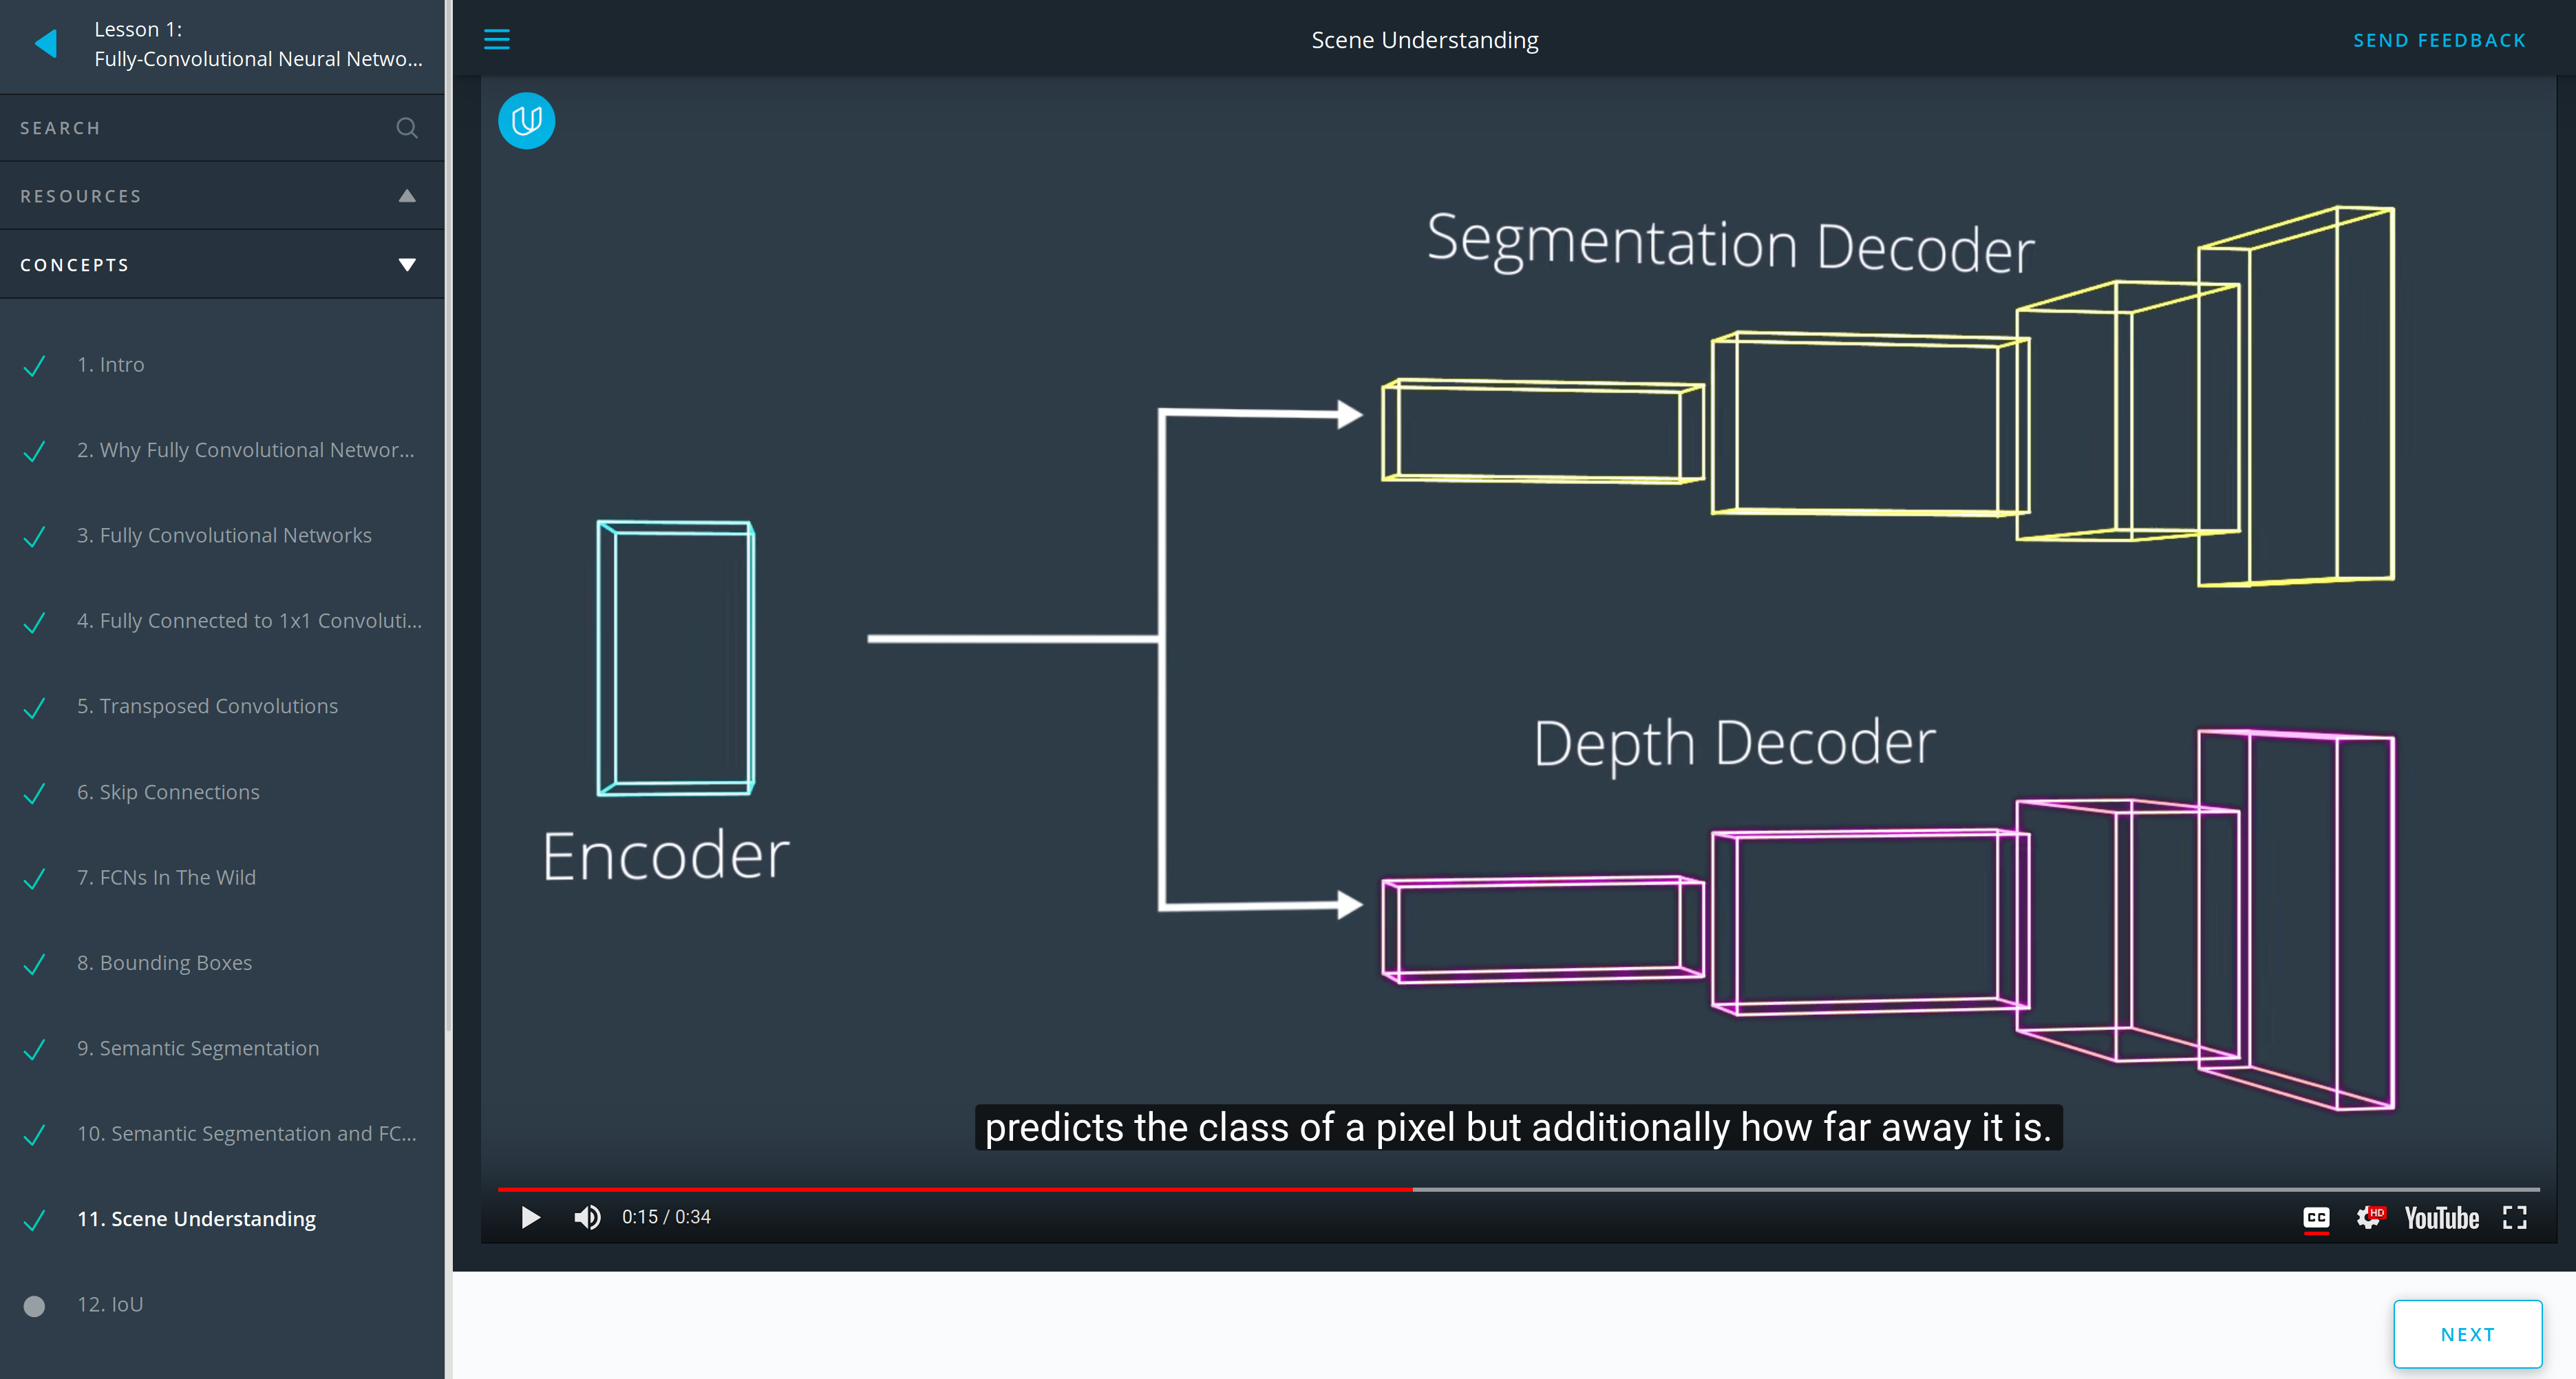 Lesson 1:
Fully-Convolutional Neural Netwo...
SEARCH
RESOURCES
CONCEPTS
1. Intro
2. Why Fully Convolutional Networ...
3. Fully Convolutional Networks
4. Fully Connected to 1x1 Convoluti...
5. Transposed Convolutions
6. Skip Connections
7. FCNs In The Wild
8. Bounding Boxes
9. Semantic Segmentation
10. Semantic Segmentation and FC...
11. Scene Understanding
12. IoU
Scene Understanding
SEND FEEDBACK
Segmentation Decoder
Depth Decoder
Encoder
predicts the class of a pixel but additionally how far away it is.
0:15 / 0:34
CC
HD
YouTube
NEXT